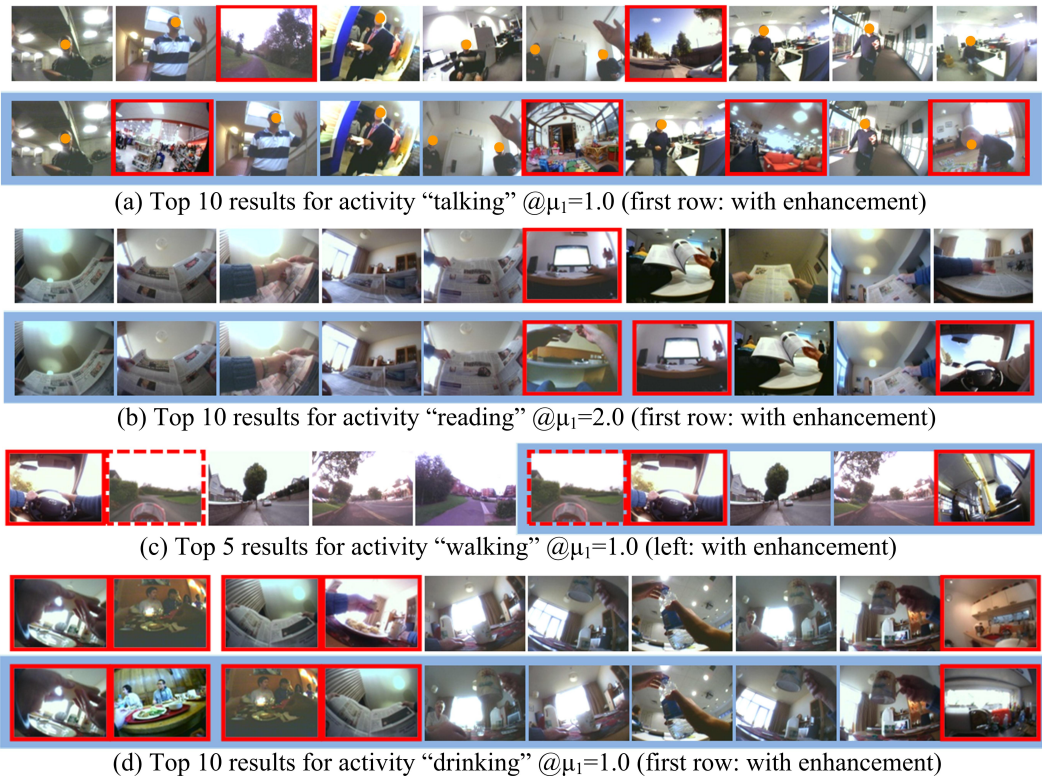 (a) Top 10 results for activity “talking” @μ₁=1.0 (first row: with enhancement)
(b) Top 10 results for activity “reading” @μ₁=2.0 (first row: with enhancement)
(c) Top 5 results for activity “walking” @μ₁=1.0 (left: with enhancement)
(d) Top 10 results for activity “drinking” @μ₁=1.0 (first row: with enhancement)